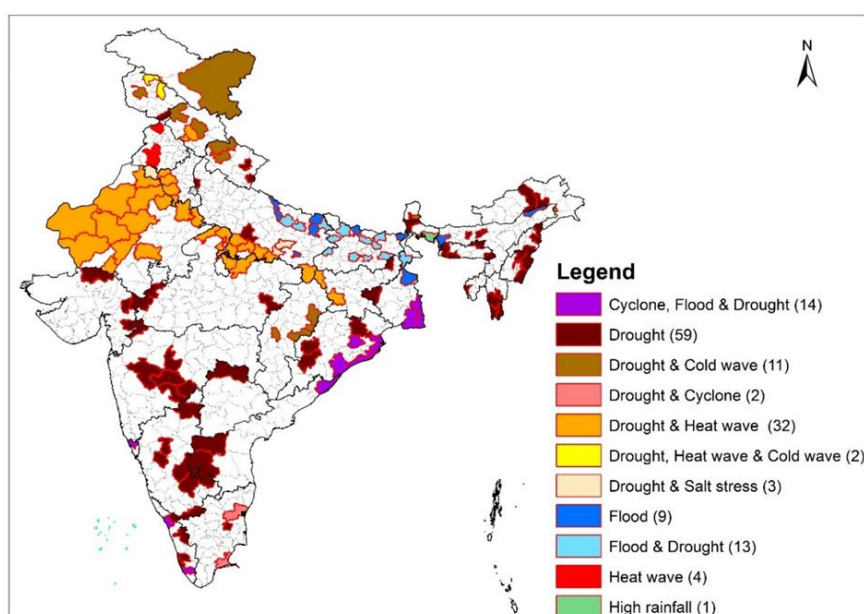 N
Legend
Cyclone, Flood & Drought (14)
Drought (59)
Drought & Cold wave (11)
Drought & Cyclone (2)
Drought & Heat wave (32)
Drought, Heat wave & Cold wave (2)
Drought & Salt stress (3)
Flood (9)
Flood & Drought (13)
Heat wave (4)
High rainfall (1)